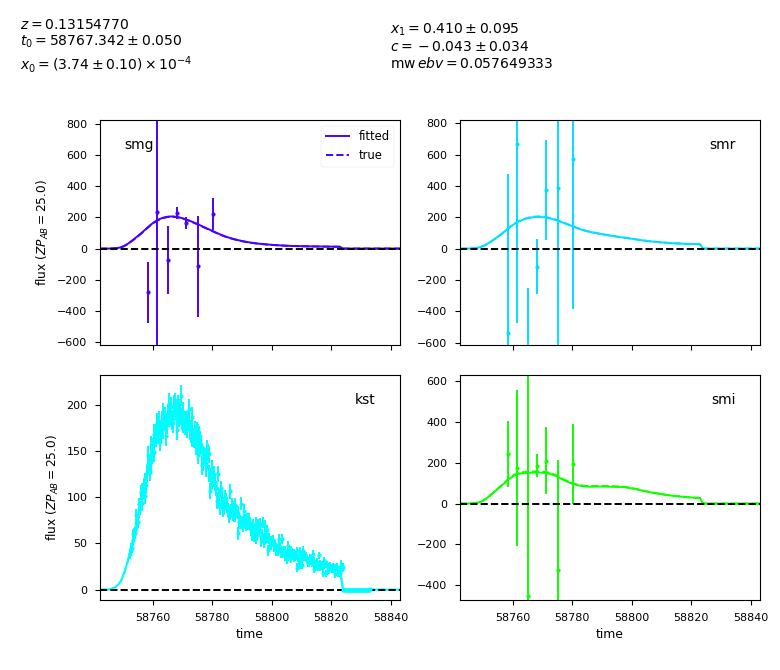 z = 0.13154770
t₀ = 58767.342 ± 0.050
x₀ = (3.74 ± 0.10) × 10⁻⁴
x₁ = 0.410 ± 0.095
c = −0.043 ± 0.034
mw ebv = 0.057649333
800
600
400
200
0
−200
−400
−600
flux (ZP_AB = 25.0)
smg
fitted
true
800
600
400
200
0
−200
−400
−600
smr
200
150
100
50
0
flux (ZP_AB = 25.0)
kst
58760 58780 58800 58820 58840
time
600
400
200
0
−200
−400
smi
58760 58780 58800 58820 58840
time